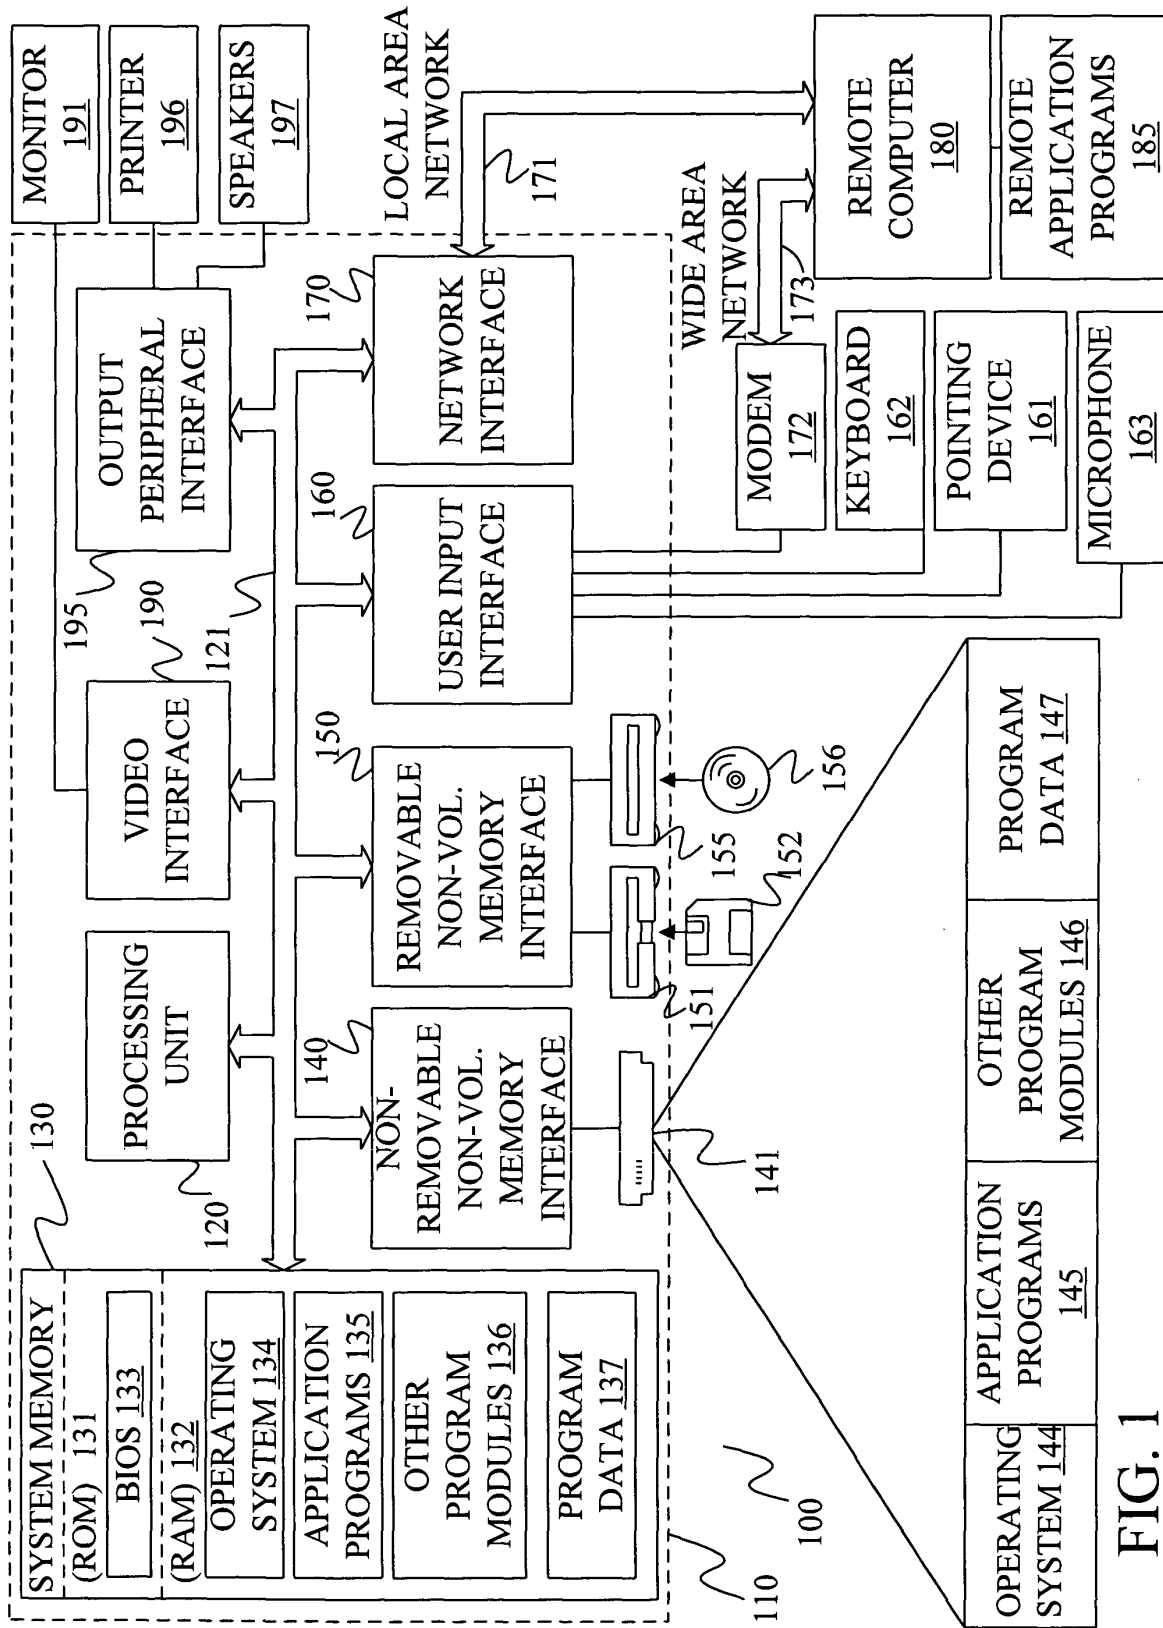 SYSTEM MEMORY
(ROM) 131
BIOS 133
(RAM) 132
OPERATING
SYSTEM 134
APPLICATION
PROGRAMS 135
OTHER
PROGRAM
MODULES 136
PROGRAM
DATA 137
130
PROCESSING
UNIT
120
VIDEO
INTERFACE
190
121
OUTPUT
PERIPHERAL
INTERFACE
195
MONITOR
191
PRINTER
196
SPEAKERS
197
NON-
REMOVABLE
NON-VOL.
MEMORY
INTERFACE
140
REMOVABLE
NON-VOL.
MEMORY
INTERFACE
150
USER INPUT
INTERFACE
160
NETWORK
INTERFACE
170
LOCAL AREA
NETWORK
171
WIDE AREA
NETWORK
173
141
151
152
155
156
MODEM
172
KEYBOARD
162
POINTING
DEVICE
161
MICROPHONE
163
REMOTE
COMPUTER
180
REMOTE
APPLICATION
PROGRAMS
185
110
100
OPERATING
SYSTEM 144
APPLICATION
PROGRAMS
145
OTHER
PROGRAM
MODULES 146
PROGRAM
DATA 147
FIG. 1